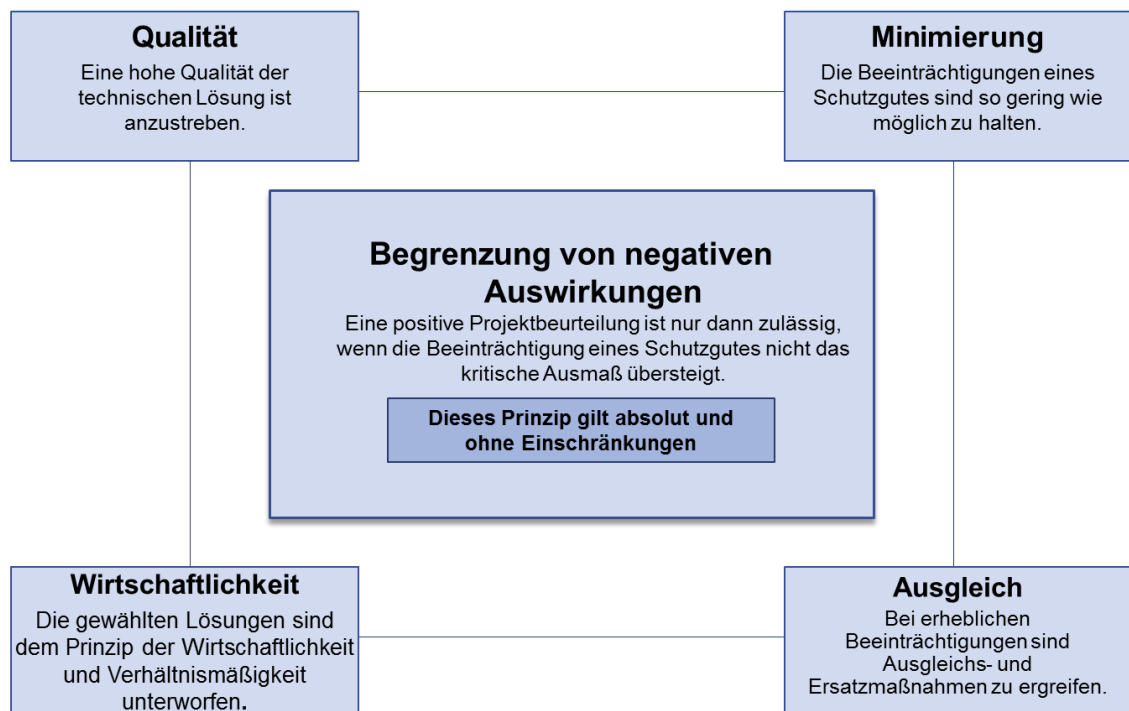 Qualität
Eine hohe Qualität der
technischen Lösung ist
anzustreben.
Minimierung
Die Beeinträchtigungen eines
Schutzgutes sind so gering wie
möglich zu halten.
Begrenzung von negativen
Auswirkungen
Eine positive Projektbeurteilung ist nur dann zulässig,
wenn die Beeinträchtigung eines Schutzgutes nicht das
kritische Ausmaß übersteigt.
Dieses Prinzip gilt absolut und
ohne Einschränkungen
Wirtschaftlichkeit
Die gewählten Lösungen sind
dem Prinzip der Wirtschaftlichkeit
und Verhältnismäßigkeit
unterworfen.
Ausgleich
Bei erheblichen
Beeinträchtigungen sind
Ausgleichs- und
Ersatzmaßnahmen zu ergreifen.